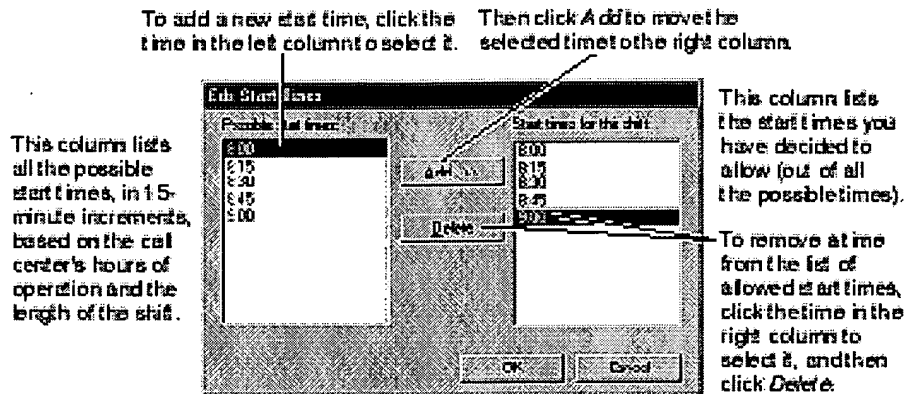 To add a new start time, click the
time in the left column to select it.
Then click Add to move the
selected time to the right column.
Edit Start Times
Possible start times:
8:00
8:15
8:30
8:45
9:00
Add >>
Delete
Start times for the shift:
8:00
8:15
8:30
8:45
9:00
OK
Cancel
This column lists
all the possible
start times, in 15-
minute increments,
based on the call
center's hours of
operation and the
length of the shift.
This column lists
the start times you
have decided to
allow (out of all
the possible times).
To remove a time
from the list of
allowed start times,
click the time in the
right column to
select it, and then
click Delete.